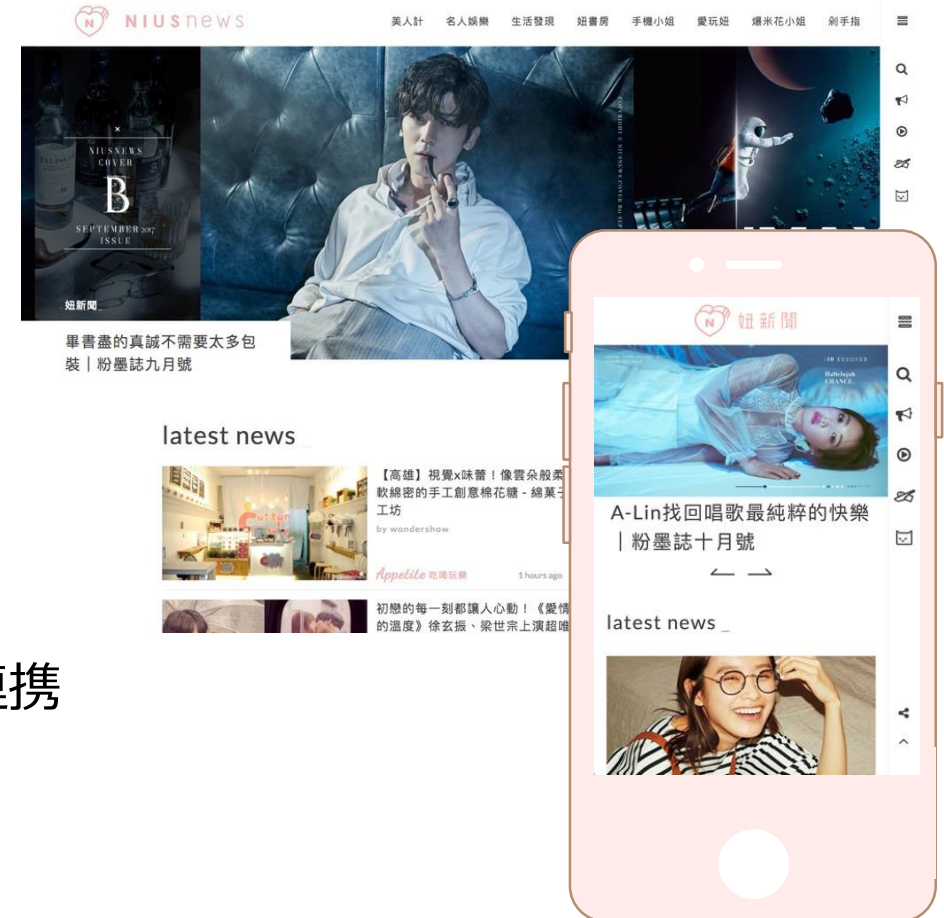 N
NIUSnews
美人計 名人娛樂 生活發現 妞書房 手機小姐 愛玩妞 爆米花小姐 剁手指
×
NIUSNEWS
COVER
B
SEPTEMBER 2017
ISSUE
妞新聞_
畢書盡的真誠不需要太多包
裝｜粉墨誌九月號
latest news _
【高雄】視覺x味蕾！像雲朵般柔
軟綿密的手工創意棉花糖 - 綿菓子
工坊
by wondershow
Appetite 吃喝玩樂 1 hours ago
初戀的每一刻都讓人心動！《愛情
的溫度》徐玄振、梁世宗上演超唯
携
N
妞新聞
Hallelujah
CHANCE.
A-Lin找回唱歌最純粹的快樂
｜粉墨誌十月號
latest news _